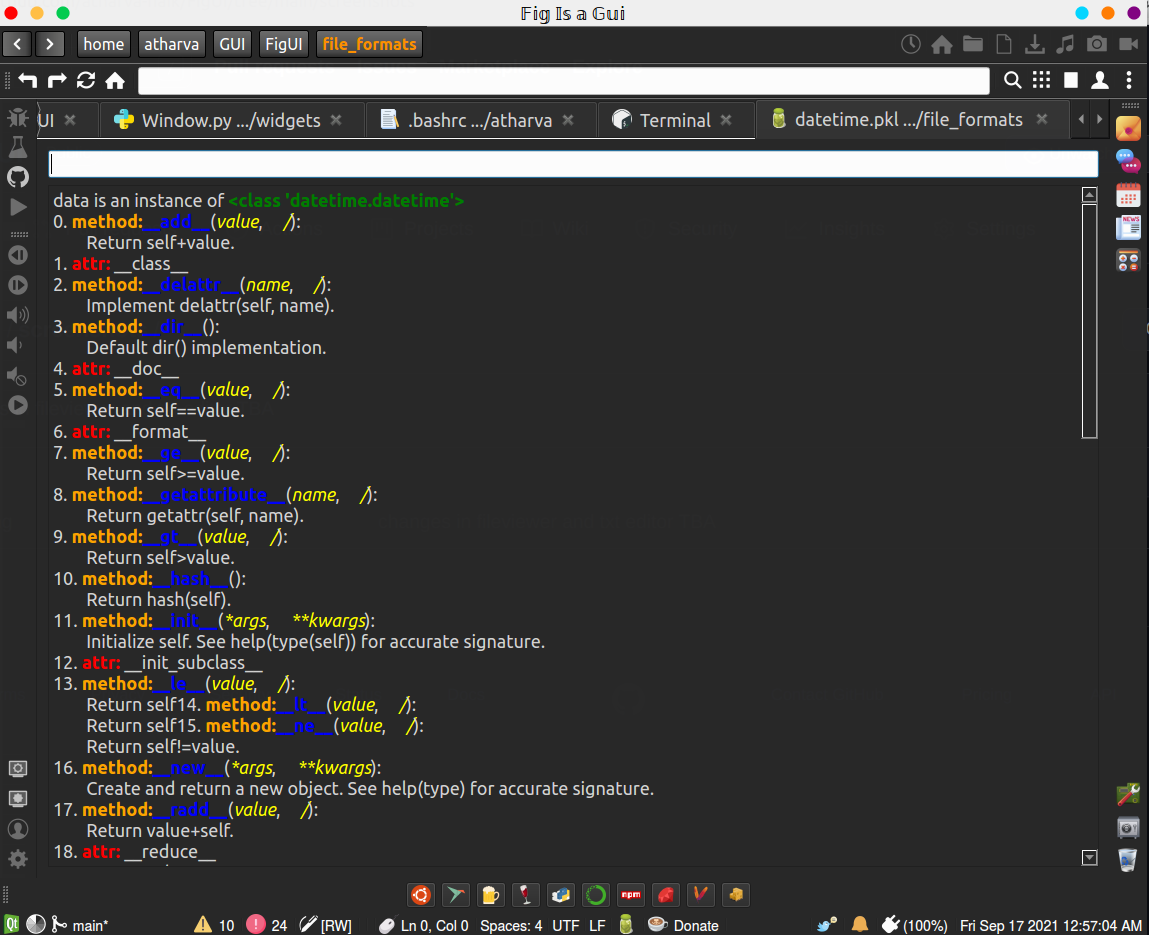 Fig Is a Gui
home atharva GUI FigUI file_formats
UI Window.py .../widgets .bashrc .../atharva Terminal datetime.pkl .../file_formats
data is an instance of <class 'datetime.datetime'>
0. method:__add__(value, /):
Return self+value.
1. attr: __class__
2. method:__delattr__(name, /):
Implement delattr(self, name).
3. method:__dir__():
Default dir() implementation.
4. attr: __doc__
5. method:__eq__(value, /):
Return self==value.
6. attr: __format__
7. method:__ge__(value, /):
Return self>=value.
8. method:__getattribute__(name, /):
Return getattr(self, name).
9. method:__gt__(value, /):
Return self>value.
10. method:__hash__():
Return hash(self).
11. method:__init__(*args, **kwargs):
Initialize self. See help(type(self)) for accurate signature.
12. attr: __init_subclass__
13. method:__le__(value, /):
Return self14. method:__lt__(value, /):
Return self15. method:__ne__(value, /):
Return self!=value.
16. method:__new__(*args, **kwargs):
Create and return a new object. See help(type) for accurate signature.
17. method:__radd__(value, /):
Return value+self.
18. attr: __reduce__
NEWS
npm
Qt main* 10 24 [RW] Ln 0, Col 0 Spaces: 4 UTF LF Donate (100%) Fri Sep 17 2021 12:57:04 AM